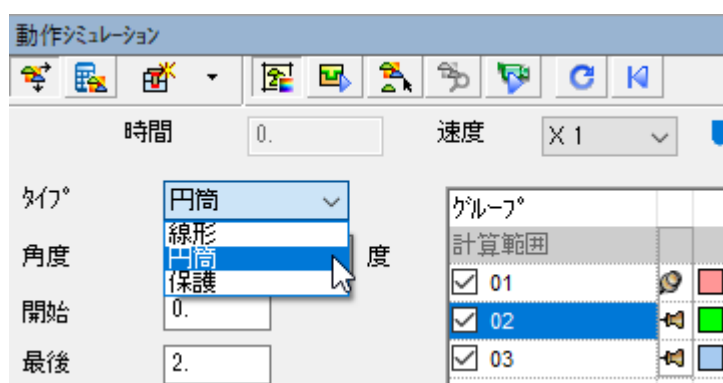 動作ｼﾐｭﾚｰｼｮﾝ
時間 0. 速度 X 1
ﾀｲﾌﾟ 円筒
線形
円筒
保護
角度 度
開始 0.
最後 2.
ｸﾞﾙｰﾌﾟ
計算範囲
01
02
03